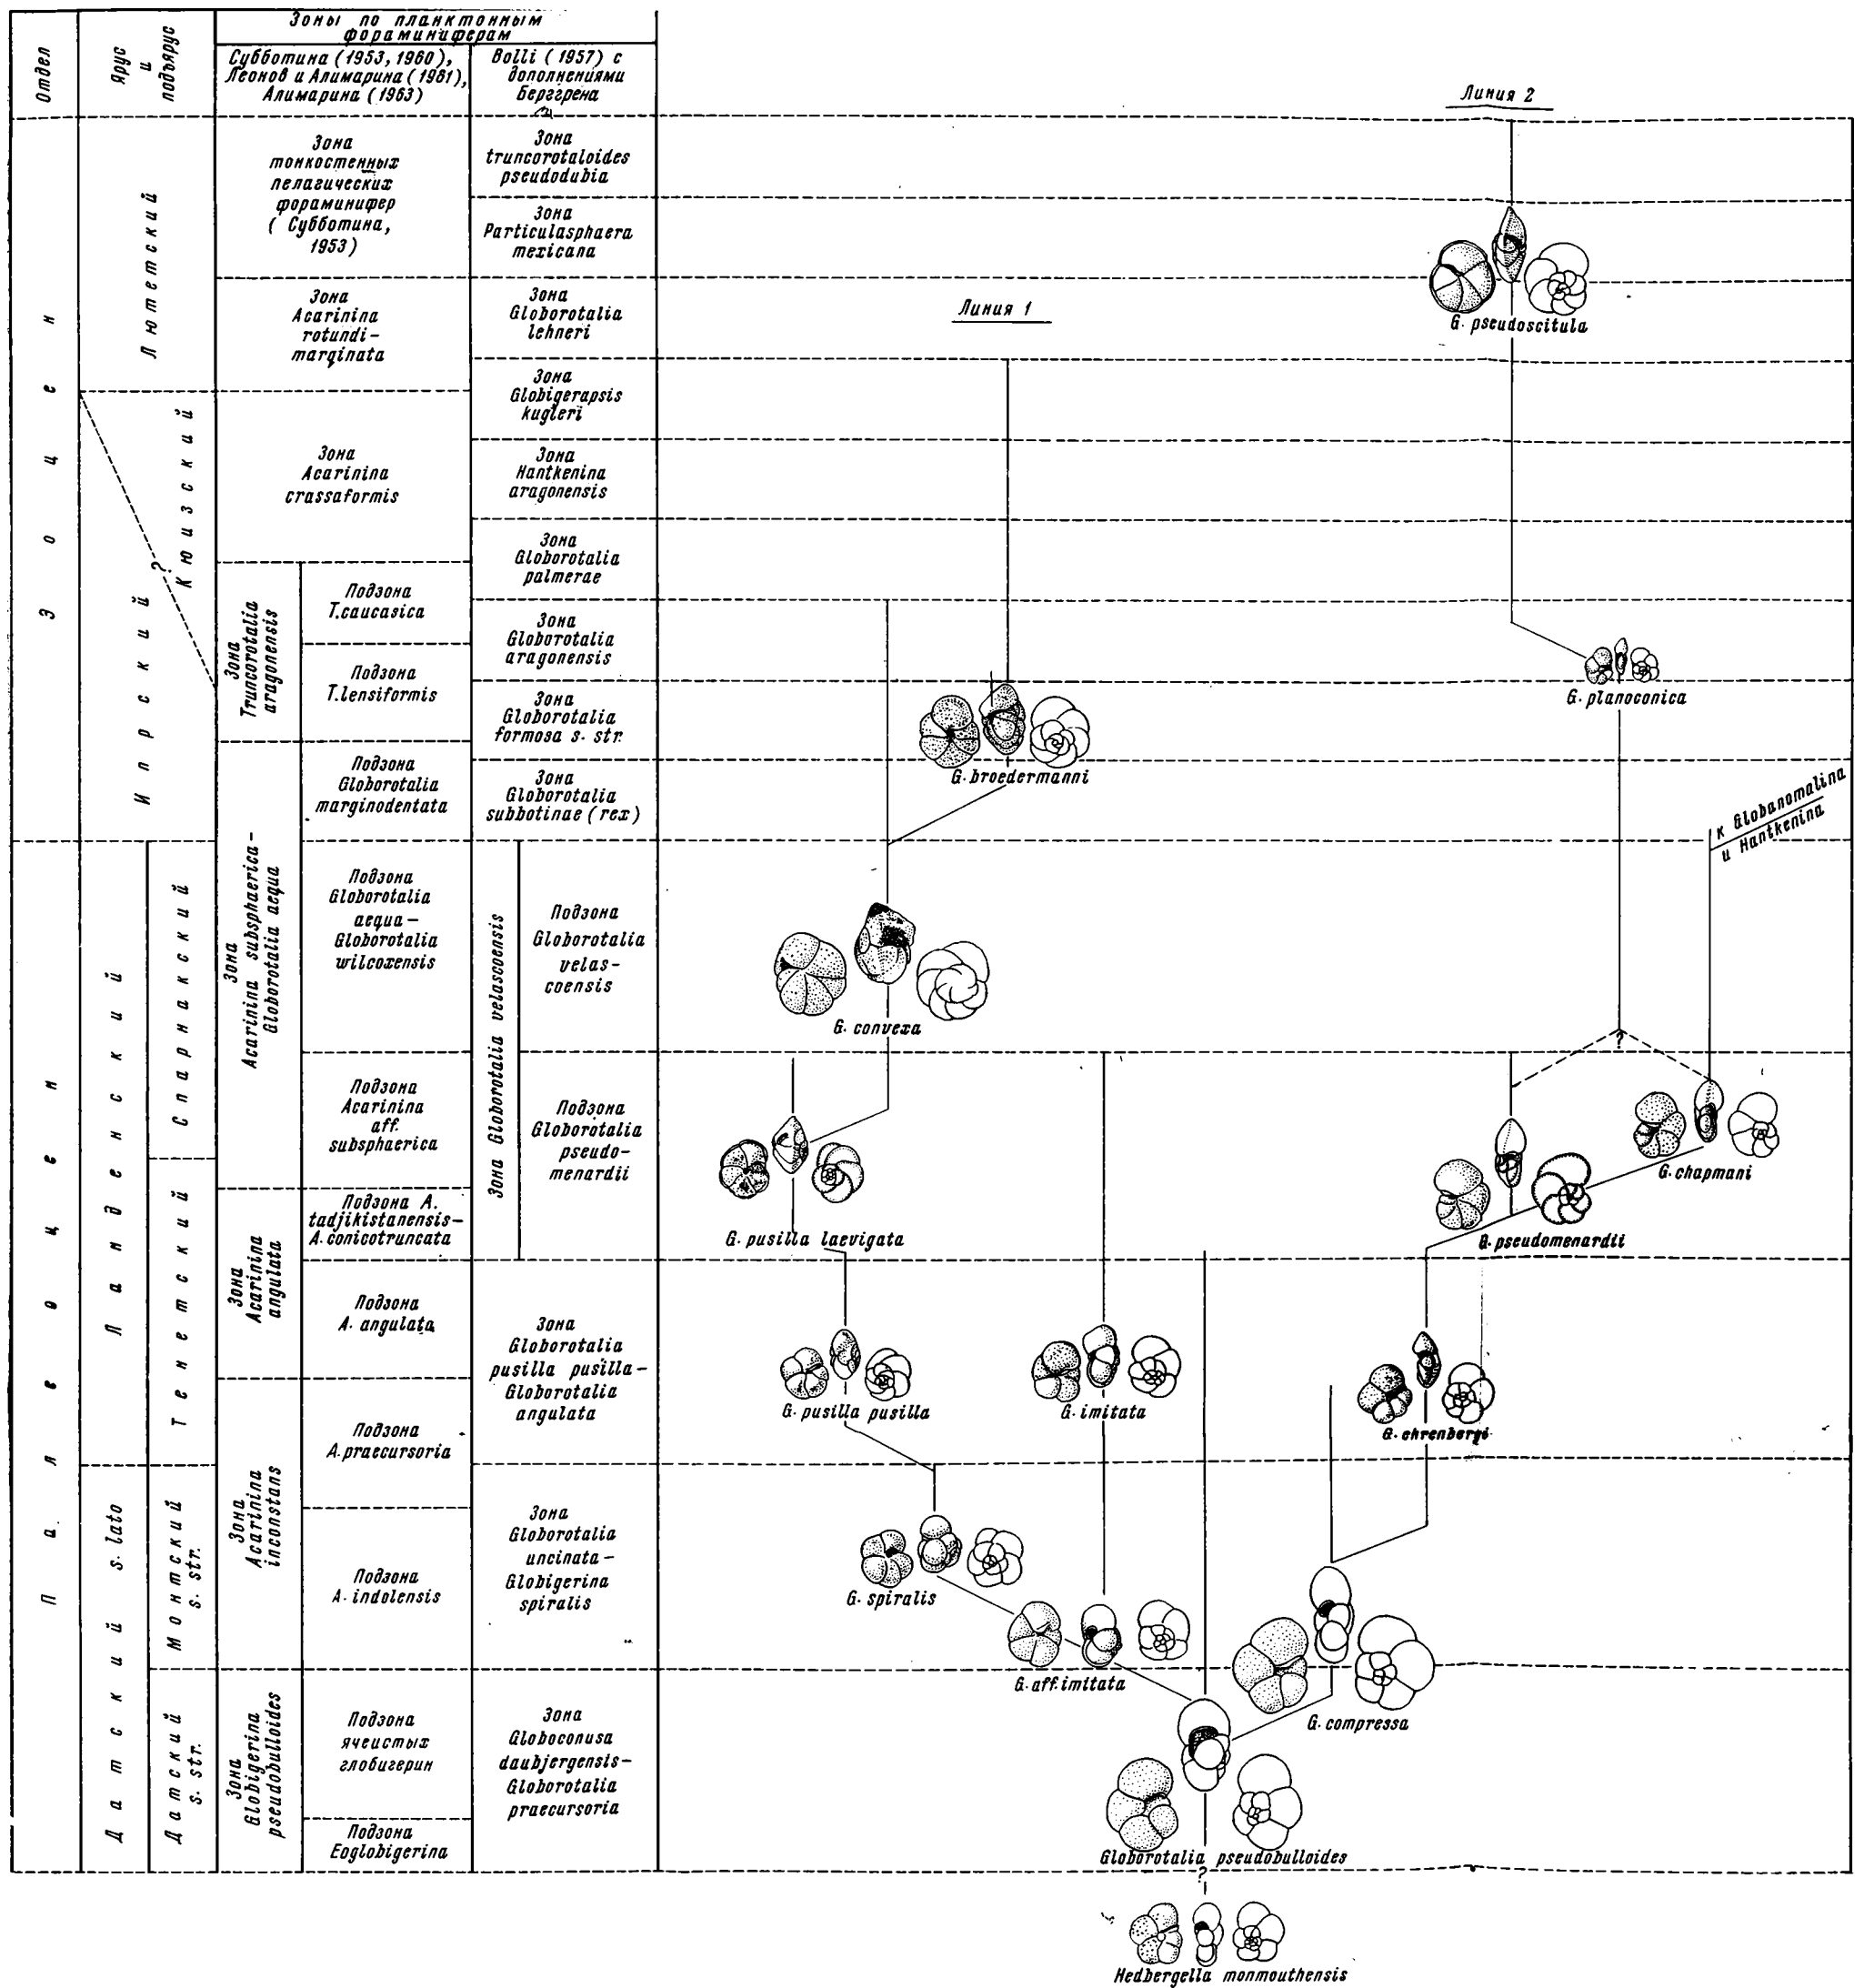 Отдел
Ярус
и
подъярус
Зоны по планктонным
фораминиферам
Субботина (1953, 1960),
Леонов и Алимарина (1961),
Алимарина (1963)
Bolli (1957) с
дополнениями
Берггрена
Эоцен
Палеоцен
Лютетский
Ипрский
?
Кюизский
Ланденский
Спарнакский
Тенетский
Датский s. lato
Монтский
s. str.
Датский
s. str.
Зона
тонкостенных
пелагических
фораминифер
(Субботина,
1953)
Зона
Acarinina
rotundi-
marginata
Зона
Acarinina
crassaformis
Зона
Truncorotalia
aragonensis
Подзона
T. caucasica
Подзона
T. lensiformis
Зона
Acarinina subsphaerica-
Globorotalia aequa
Подзона
Globorotalia
marginodentata
Подзона
Globorotalia
aequa-
Globorotalia
wilcoxensis
Подзона
Acarinina
aff.
subsphaerica
Зона
Acarinina
angulata
Подзона A.
tadjikistanensis-
A. conicotruncata
Подзона
A. angulata
Зона
Acarinina
inconstans
Подзона
A. praecursoria
Подзона
A. indolensis
Зона
Globigerina
pseudobulloides
Подзона
ячеистых
глобигерин
Подзона
Eoglobigerina
Зона
truncorotaloides
pseudodubia
Зона
Particulasphaera
mexicana
Зона
Globorotalia
lehneri
Зона
Globigerapsis
kugleri
Зона
Hantkenina
aragonensis
Зона
Globorotalia
palmerae
Зона
Globorotalia
aragonensis
Зона
Globorotalia
formosa s. str.
Зона
Globorotalia
subbotinae (rex)
Зона Globorotalia velascoensis
Подзона
Globorotalia
velas-
coensis
Подзона
Globorotalia
pseudo-
menardii
Зона
Globorotalia
pusilla pusilla-
Globorotalia
angulata
Зона
Globorotalia
uncinata-
Globigerina
spiralis
Зона
Globoconusa
daubjergensis-
Globorotalia
praecursoria
Линия 2
Линия 1
G. pseudoscitula
G. planoconica
G. broedermanni
к Globanomalina
и Hantkenina
G. convexa
?
G. chapmani
G. pusilla laevigata
G. pseudomenardii
G. pusilla pusilla
G. imitata
G. ehrenbergi
G. spiralis
G. aff. imitata
G. compressa
Globorotalia pseudobulloides
?
Hedbergella monmouthensis